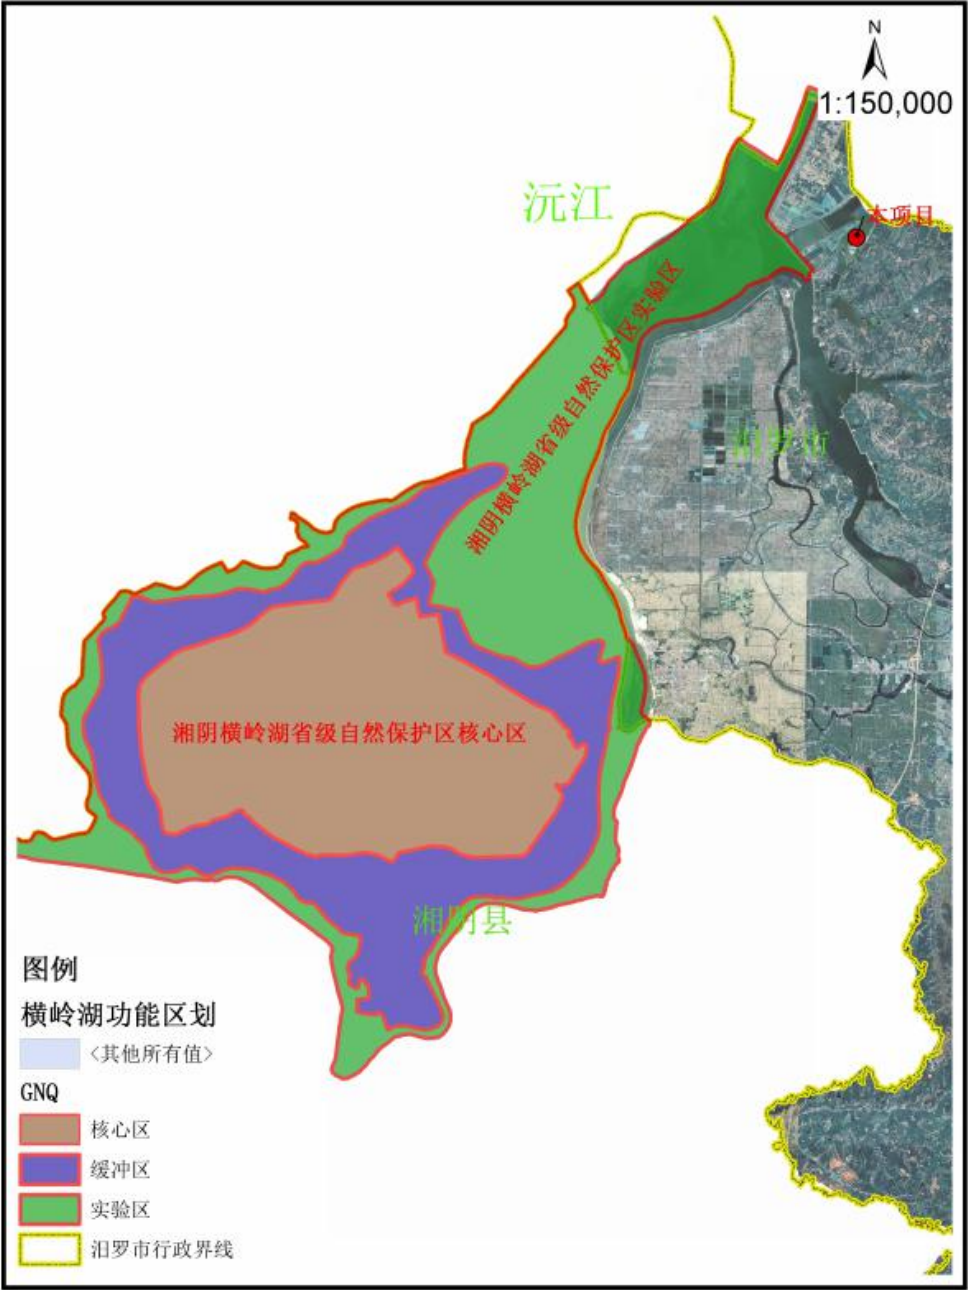 N
1:150,000
沅江
本项目
湘阴横岭湖省级自然保护区实验区
汨罗市
湘阴横岭湖省级自然保护区核心区
湘阴县
图例
横岭湖功能区划
<其他所有值>
GNQ
核心区
缓冲区
实验区
汨罗市行政界线